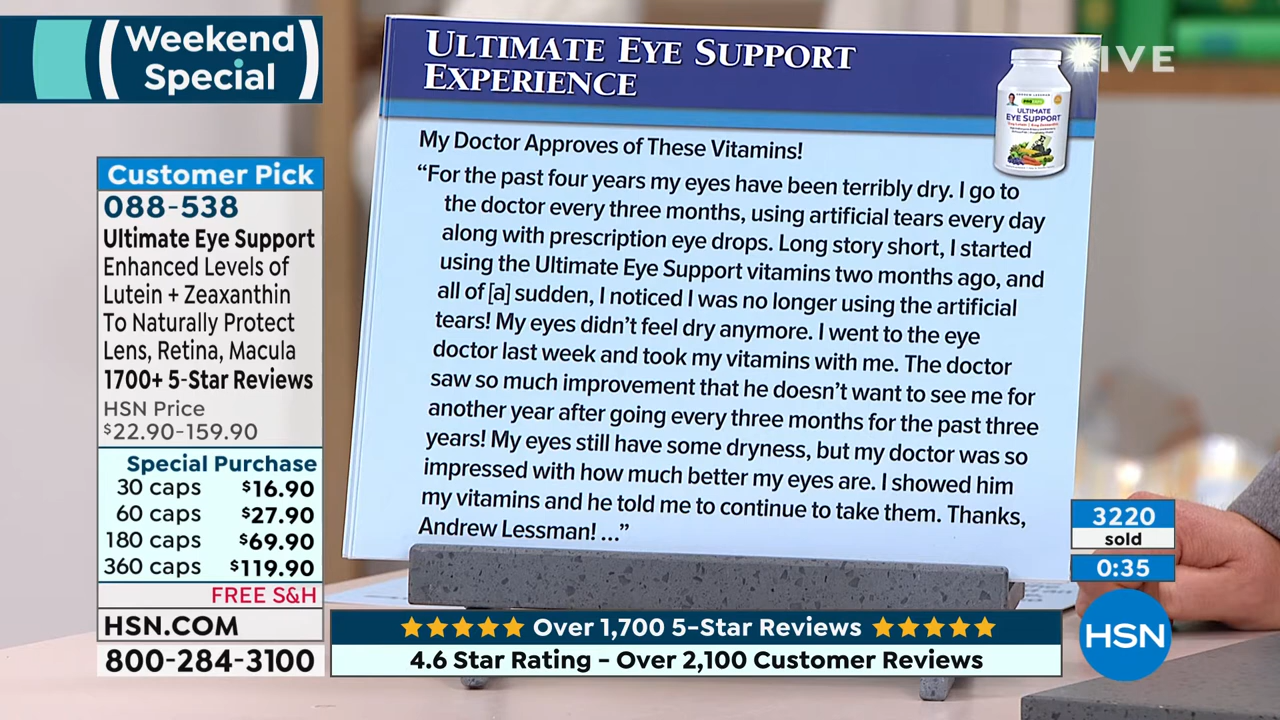 Weekend
Special
ULTIMATE EYE SUPPORT
EXPERIENCE
LIVE
ULTIMATE
EYE SUPPORT
My Doctor Approves of These Vitamins!
“For the past four years my eyes have been terribly dry. I go to
the doctor every three months, using artificial tears every day
along with prescription eye drops. Long story short, I started
using the Ultimate Eye Support vitamins two months ago, and
all of [a] sudden, I noticed I was no longer using the artificial
tears! My eyes didn’t feel dry anymore. I went to the eye
doctor last week and took my vitamins with me. The doctor
saw so much improvement that he doesn’t want to see me for
another year after going every three months for the past three
years! My eyes still have some dryness, but my doctor was so
impressed with how much better my eyes are. I showed him
my vitamins and he told me to continue to take them. Thanks,
Andrew Lessman! ...”
Customer Pick
088-538
Ultimate Eye Support
Enhanced Levels of
Lutein + Zeaxanthin
To Naturally Protect
Lens, Retina, Macula
1700+ 5-Star Reviews
HSN Price
$22.90-159.90
Special Purchase
30 caps $16.90
60 caps $27.90
180 caps $69.90
360 caps $119.90
FREE S&H
HSN.COM
800-284-3100
3220
sold
0:35
HSN
Over 1,700 5-Star Reviews
4.6 Star Rating – Over 2,100 Customer Reviews